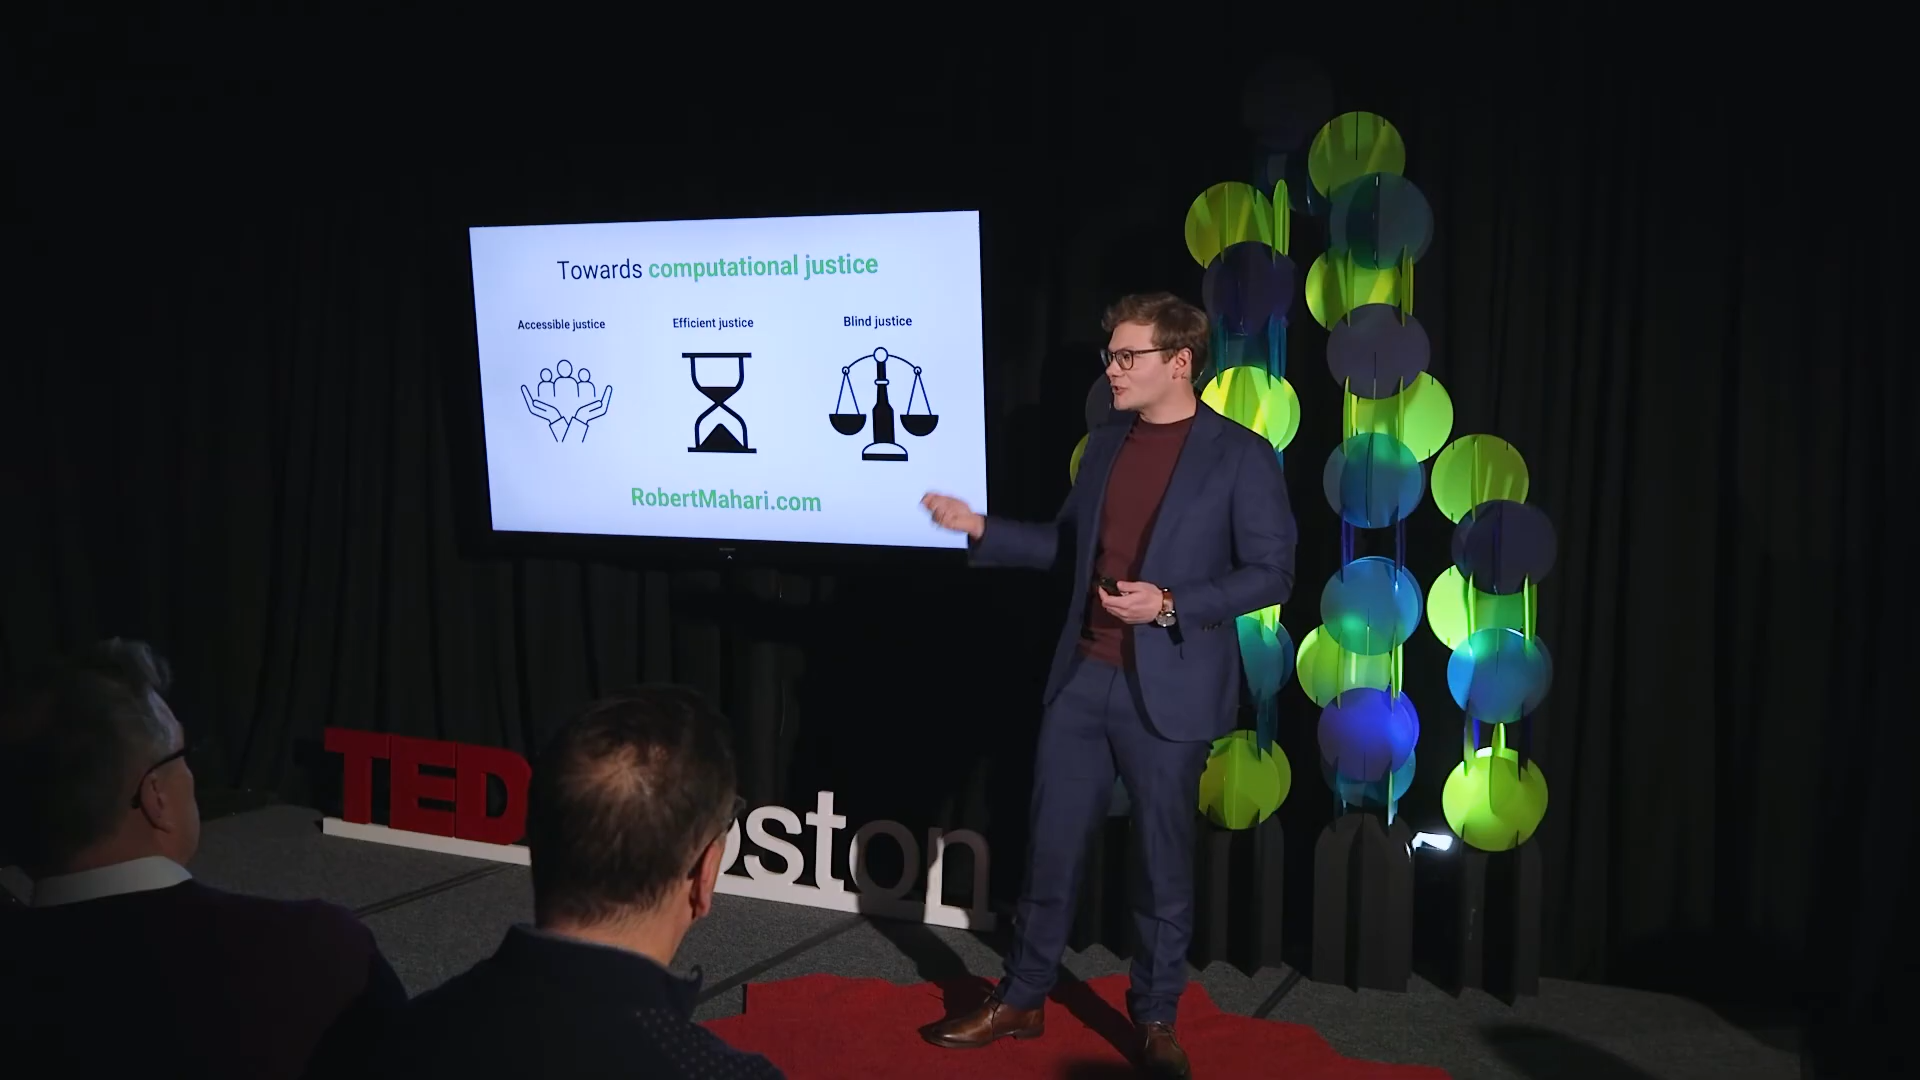 Towards computational justice
Accessible justice
Efficient justice
Blind justice
RobertMahari.com
TED
oston